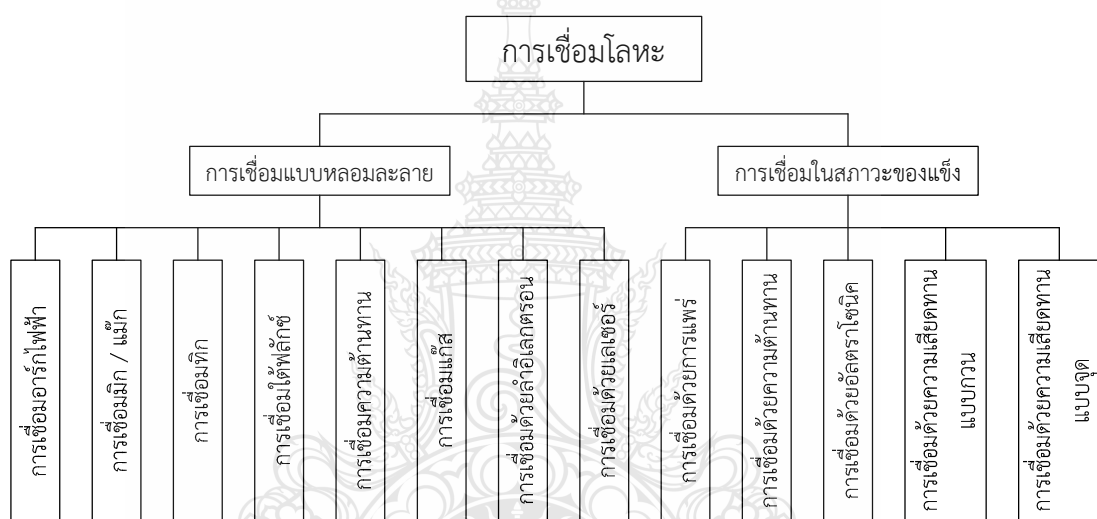 การเชื่อมโลหะ
การเชื่อมแบบหลอมละลาย
การเชื่อมในสภาวะของแข็ง
การเชื่อมอาร์กไฟฟ้า
การเชื่อมมิก / แม็ก
การเชื่อมทิก
การเชื่อมใต้ฟลักซ์
การเชื่อมความต้านทาน
การเชื่อมแก๊ส
การเชื่อมด้วยลำอิเลกตรอน
การเชื่อมด้วยเลเซอร์
การเชื่อมด้วยการแพร่
การเชื่อมด้วยความต้านทาน
การเชื่อมด้วยอัลตราโซนิค
การเชื่อมด้วยความเสียดทาน
แบบกวน
การเชื่อมด้วยความเสียดทาน
แบบจุด